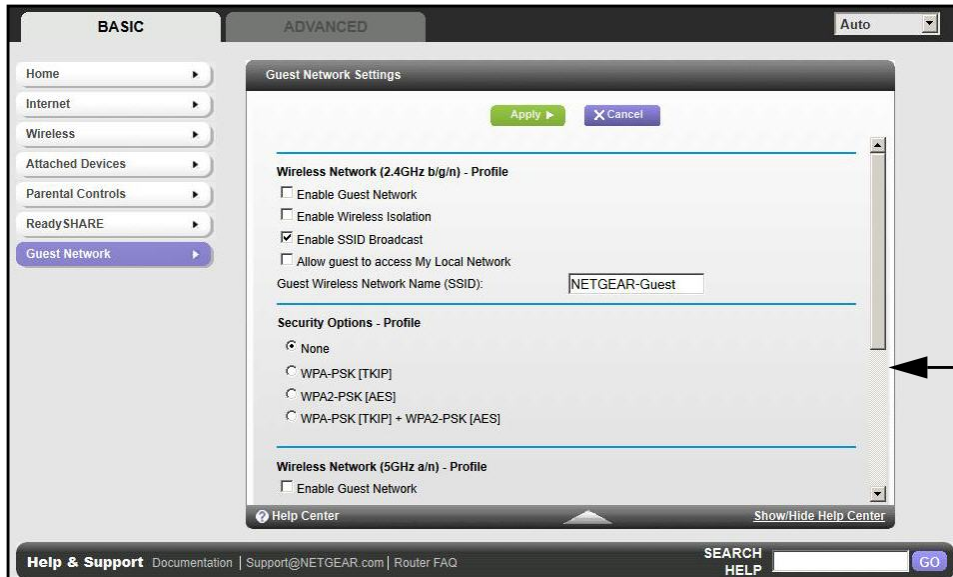 BASIC
ADVANCED
Auto
Home
Internet
Wireless
Attached Devices
Parental Controls
ReadySHARE
Guest Network
Guest Network Settings
Apply
Cancel
Wireless Network (2.4GHz b/g/n) - Profile
Enable Guest Network
Enable Wireless Isolation
Enable SSID Broadcast
Allow guest to access My Local Network
Guest Wireless Network Name (SSID): NETGEAR-Guest
Security Options - Profile
None
WPA-PSK [TKIP]
WPA2-PSK [AES]
WPA-PSK [TKIP] + WPA2-PSK [AES]
Wireless Network (5GHz a/n) - Profile
Enable Guest Network
Help Center
Show/Hide Help Center
Help & Support Documentation | Support@NETGEAR.com | Router FAQ
SEARCH
HELP
GO